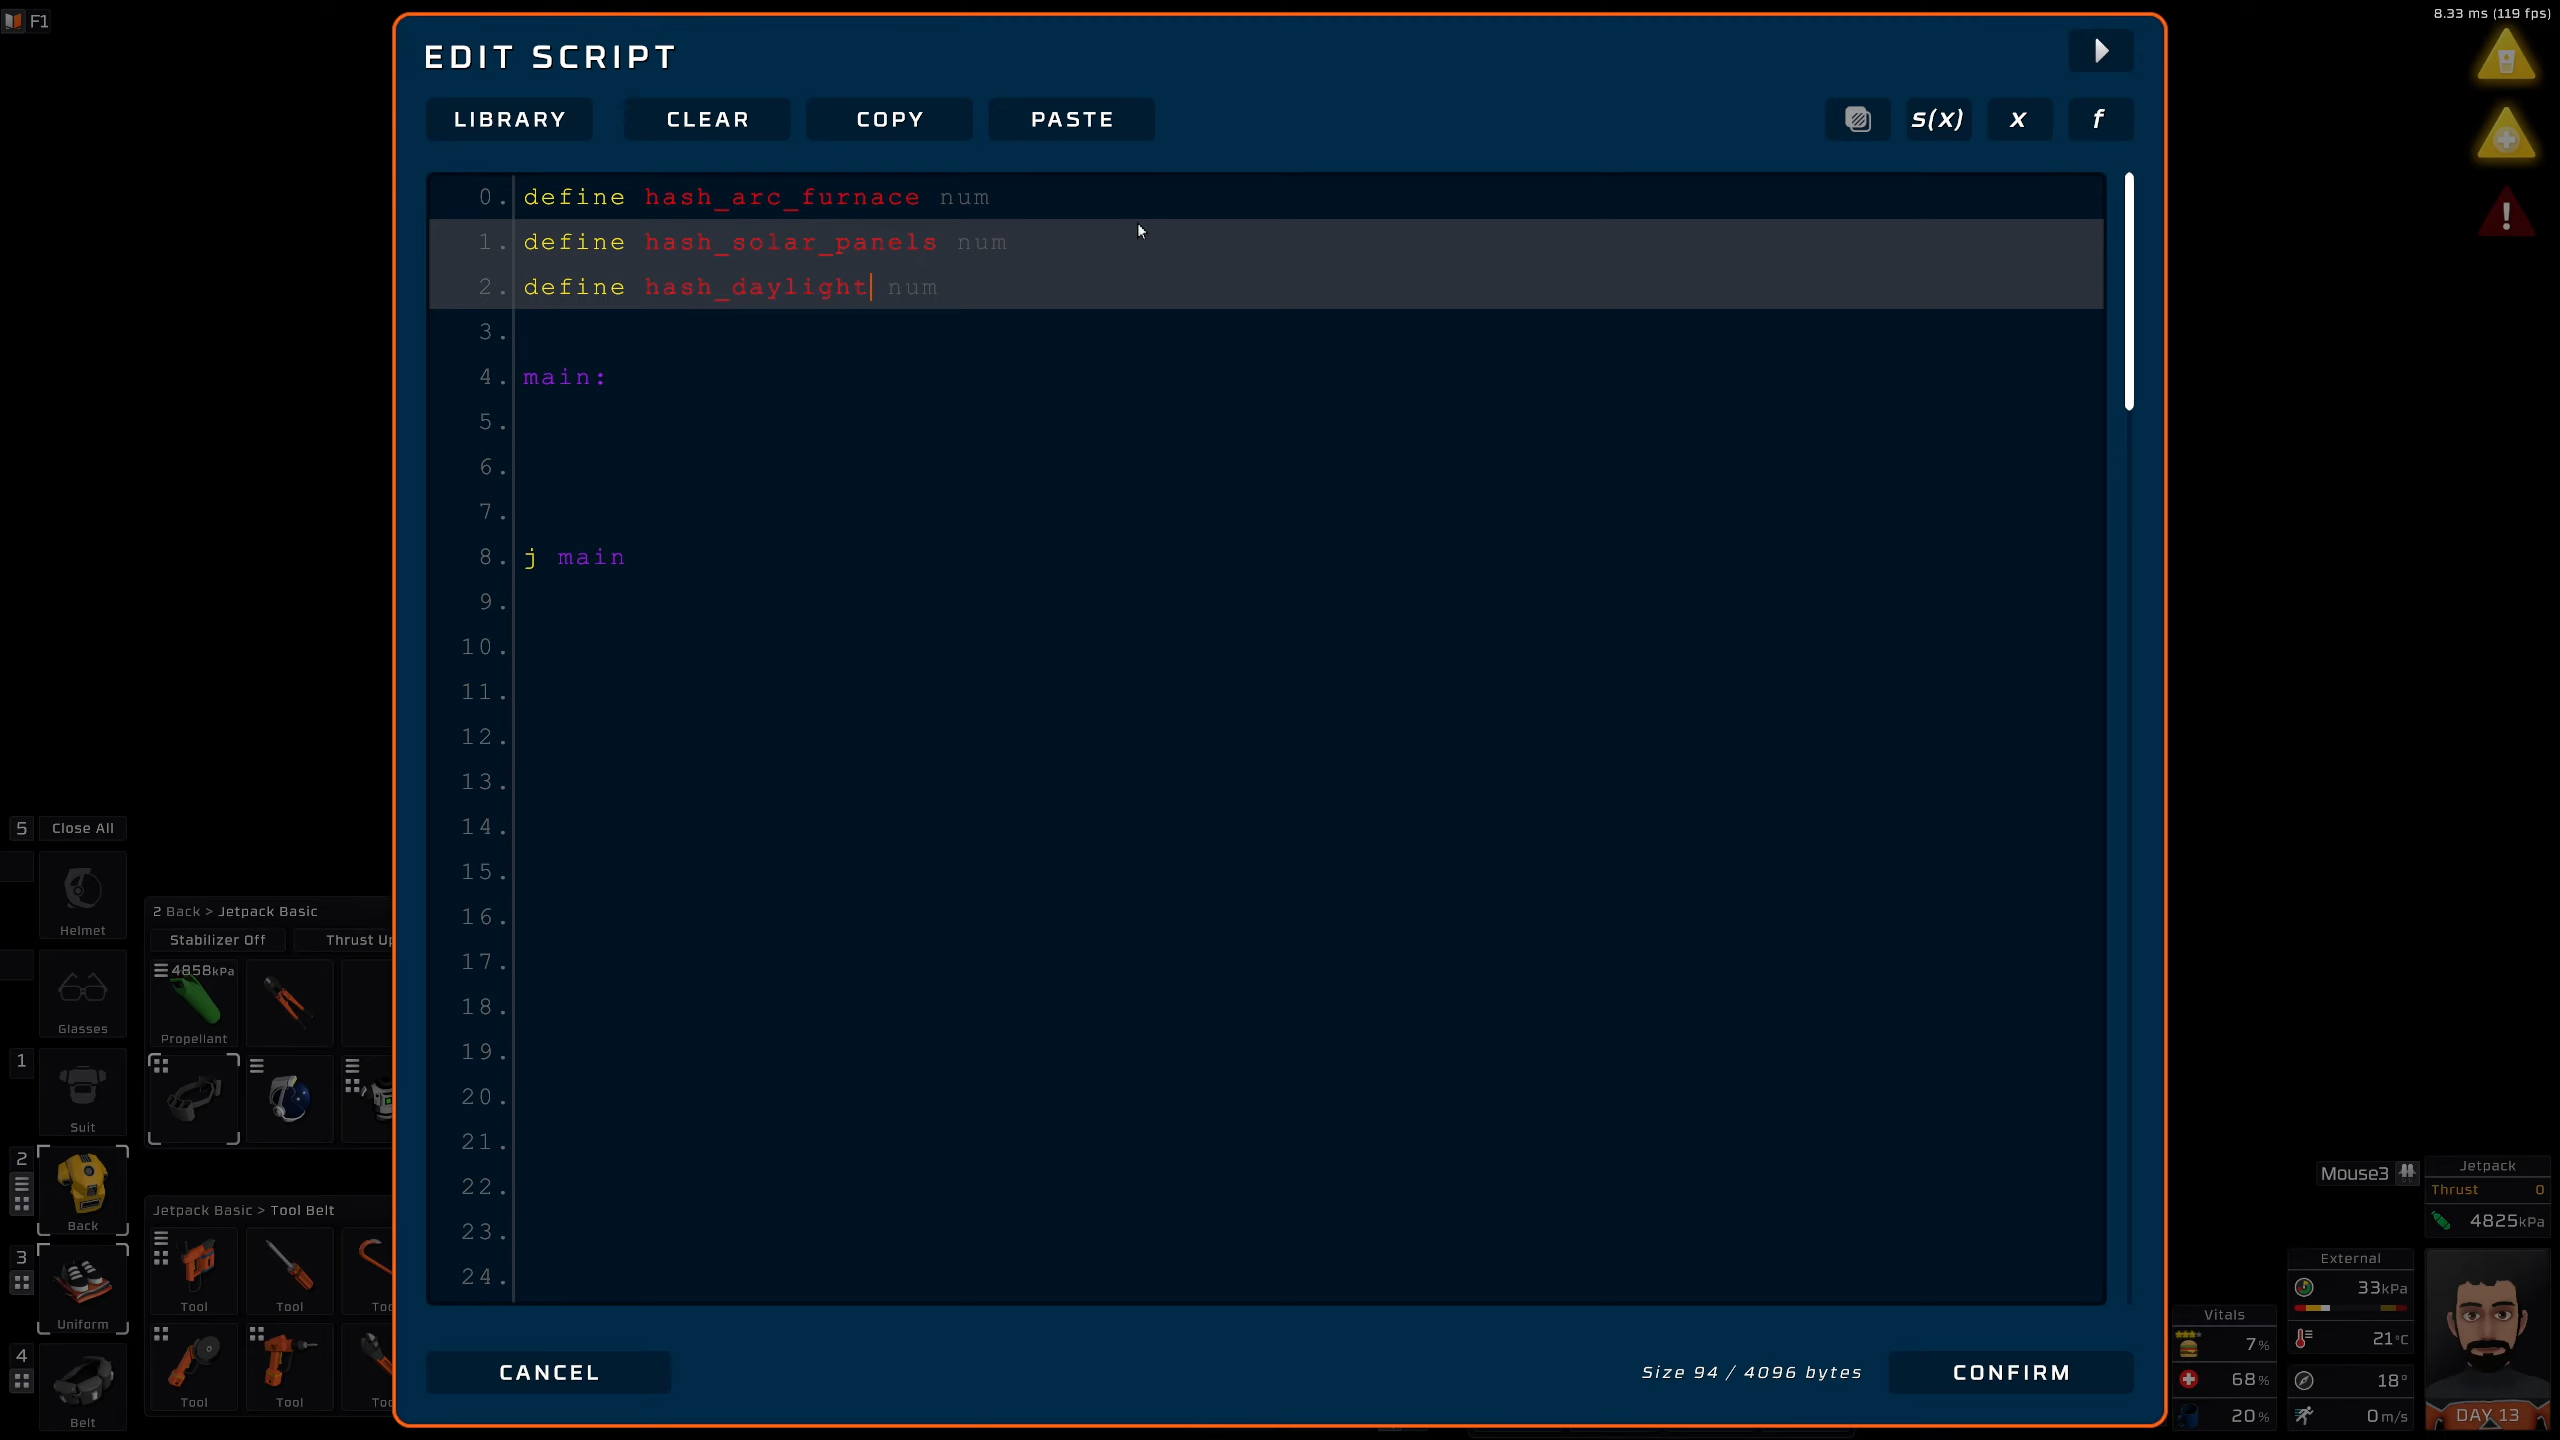 F1
8.33 ms (119 fps)
EDIT SCRIPT
LIBRARY
CLEAR
COPY
PASTE
s(x)
x
f
0. define hash_arc_furnace num
1. define hash_solar_panels num
2. define hash_daylight num
3.
4. main:
5.
6.
7.
8. j main
9.
10.
11.
12.
13.
14.
15.
16.
17.
18.
19.
20.
21.
22.
23.
24.
CANCEL
Size 94 / 4096 bytes
CONFIRM
5
Close All
Helmet
Glasses
1
Suit
2
Back
3
Uniform
4
Belt
2 Back > Jetpack Basic
Stabilizer Off
Thrust Up
4858kPa
Propellant
Jetpack Basic > Tool Belt
Tool
Tool
Tool
Tool
Mouse3
Jetpack
Thrust 0
4825kPa
External
33kPa
21°C
18°
0m/s
Vitals
7%
68%
20%
DAY 13